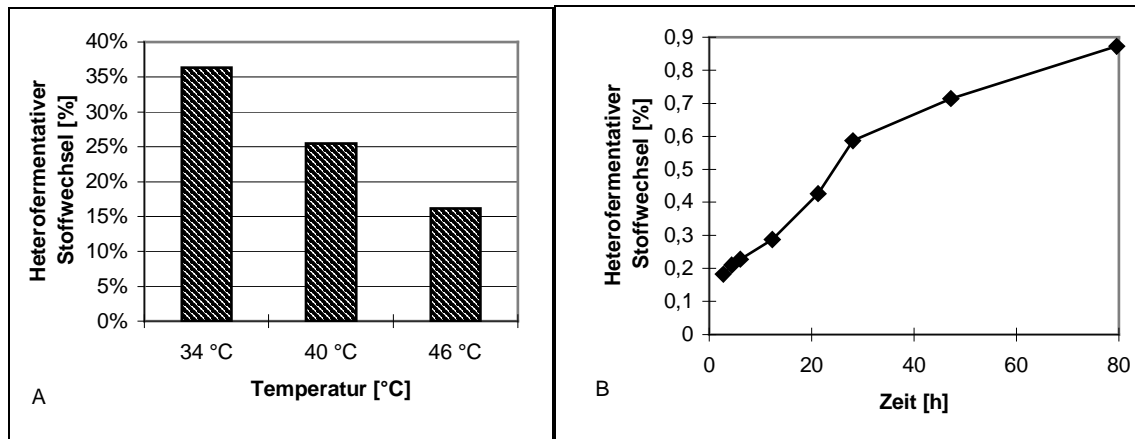 Heterofermentativer
Stoffwechsel [%]
40%
35%
30%
25%
20%
15%
10%
5%
0%
34 °C
40 °C
46 °C
Temperatur [°C]
A
Heterofermentativer
Stoffwechsel [%]
0,9
0,8
0,7
0,6
0,5
0,4
0,3
0,2
0,1
0
0
20
40
60
80
Zeit [h]
B